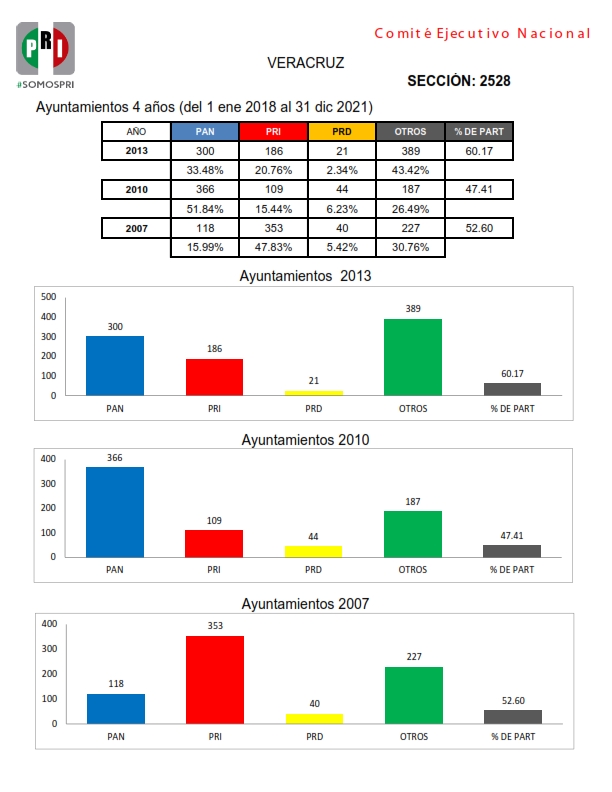 Comité Ejecutivo Nacional
PRI
#SOMOSPRI
VERACRUZ
SECCIÓN: 2528
Ayuntamientos 4 años (del 1 ene 2018 al 31 dic 2021)
AÑO PAN PRI PRD OTROS % DE PART
2013 300 186 21 389 60.17
33.48% 20.76% 2.34% 43.42%
2010 366 109 44 187 47.41
51.84% 15.44% 6.23% 26.49%
2007 118 353 40 227 52.60
15.99% 47.83% 5.42% 30.76%
Ayuntamientos 2013
500
400
300
200
100
0
300 186 21 389 60.17
PAN PRI PRD OTROS % DE PART
Ayuntamientos 2010
400
300
200
100
0
366 109 44 187 47.41
PAN PRI PRD OTROS % DE PART
Ayuntamientos 2007
400
300
200
100
0
118 353 40 227 52.60
PAN PRI PRD OTROS % DE PART